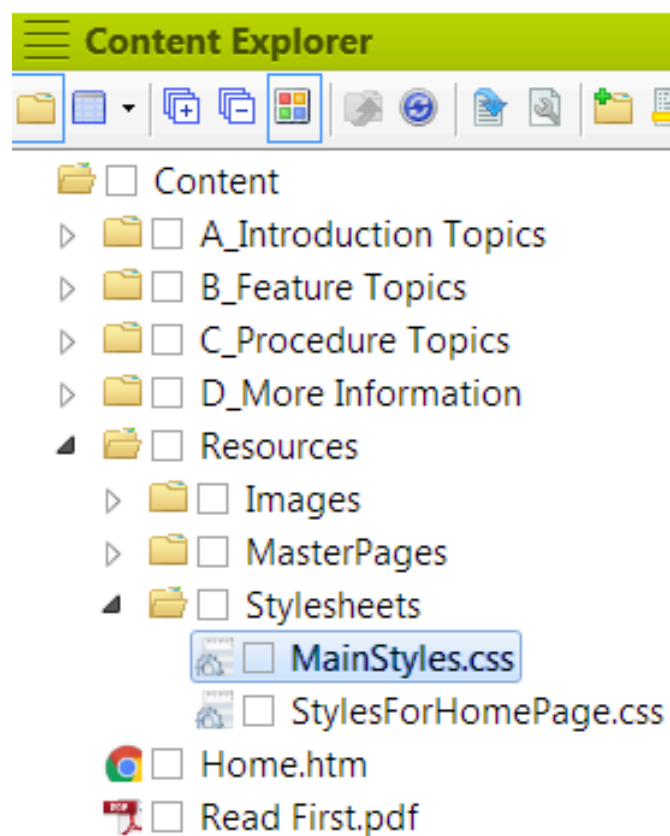 Content Explorer
Content
A_Introduction Topics
B_Feature Topics
C_Procedure Topics
D_More Information
Resources
Images
MasterPages
Stylesheets
MainStyles.css
StylesForHomePage.css
Home.htm
PDF
Read First.pdf